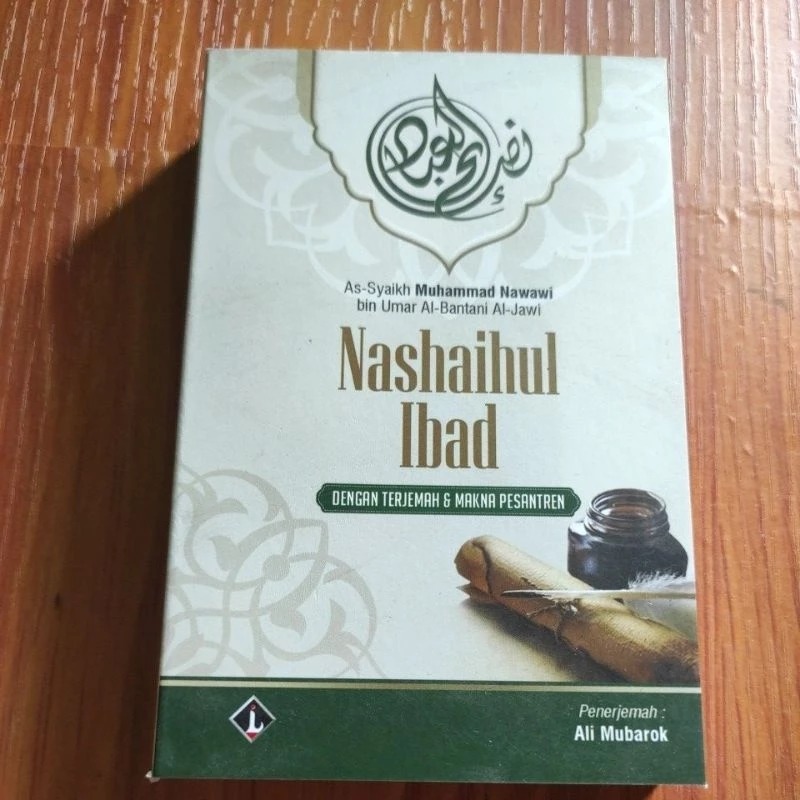 نصائح العباد
As-Syaikh Muhammad Nawawi
bin Umar Al-Bantani Al-Jawi
Nashaihul
Ibad
DENGAN TERJEMAH & MAKNA PESANTREN
Penerjemah :
Ali Mubarok